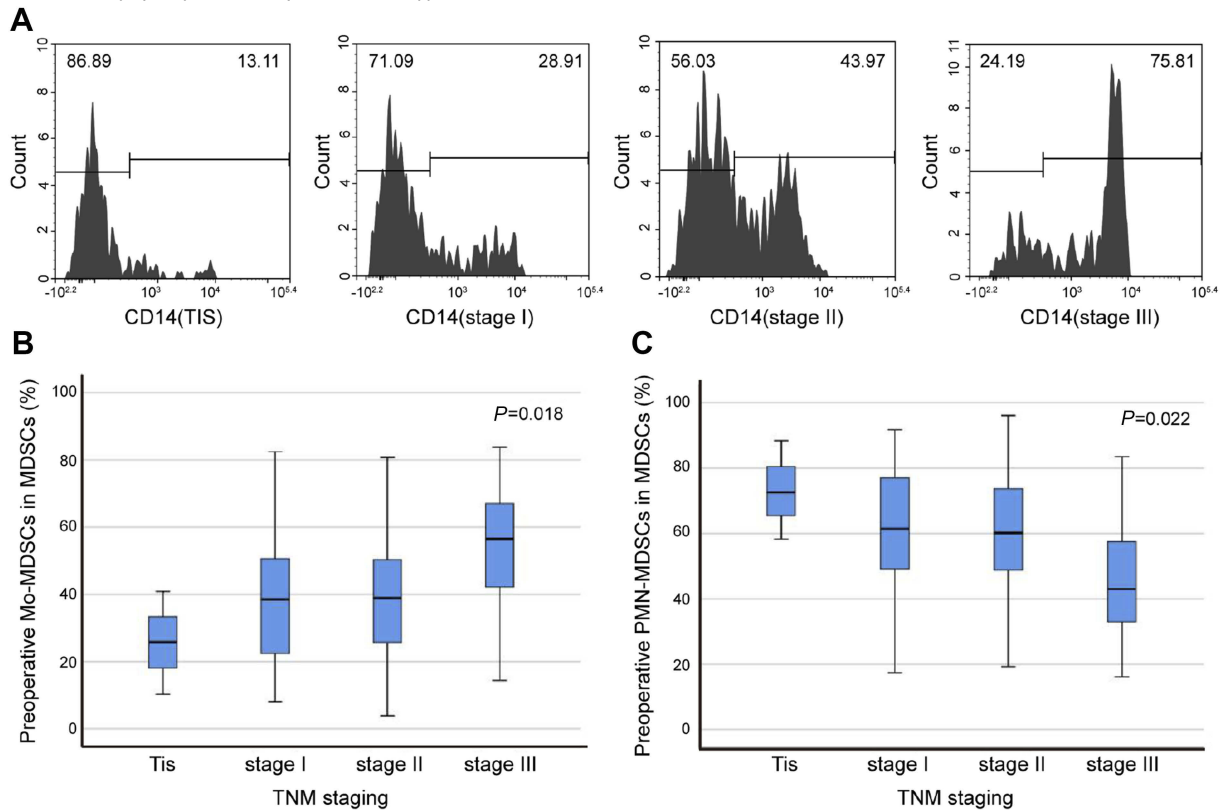 A
86.89 13.11
10
8
6
4
2
0
Count
-10^2.2 10^3 10^4 10^5.4
CD14(TIS)
71.09 28.91
10
8
6
4
2
0
Count
-10^2.2 10^3 10^4 10^5.4
CD14(stage I)
56.03 43.97
10
8
6
4
2
0
Count
-10^2.2 10^3 10^4 10^5.4
CD14(stage II)
24.19 75.81
10 11
8
6
4
2
0
Count
-10^2.2 10^3 10^4 10^5.4
CD14(stage III)
B
Preoperative Mo-MDSCs in MDSCs (%)
100
80
60
40
20
0
P=0.018
Tis stage I stage II stage III
TNM staging
C
Preoperative PMN-MDSCs in MDSCs (%)
100
80
60
40
20
0
P=0.022
Tis stage I stage II stage III
TNM staging